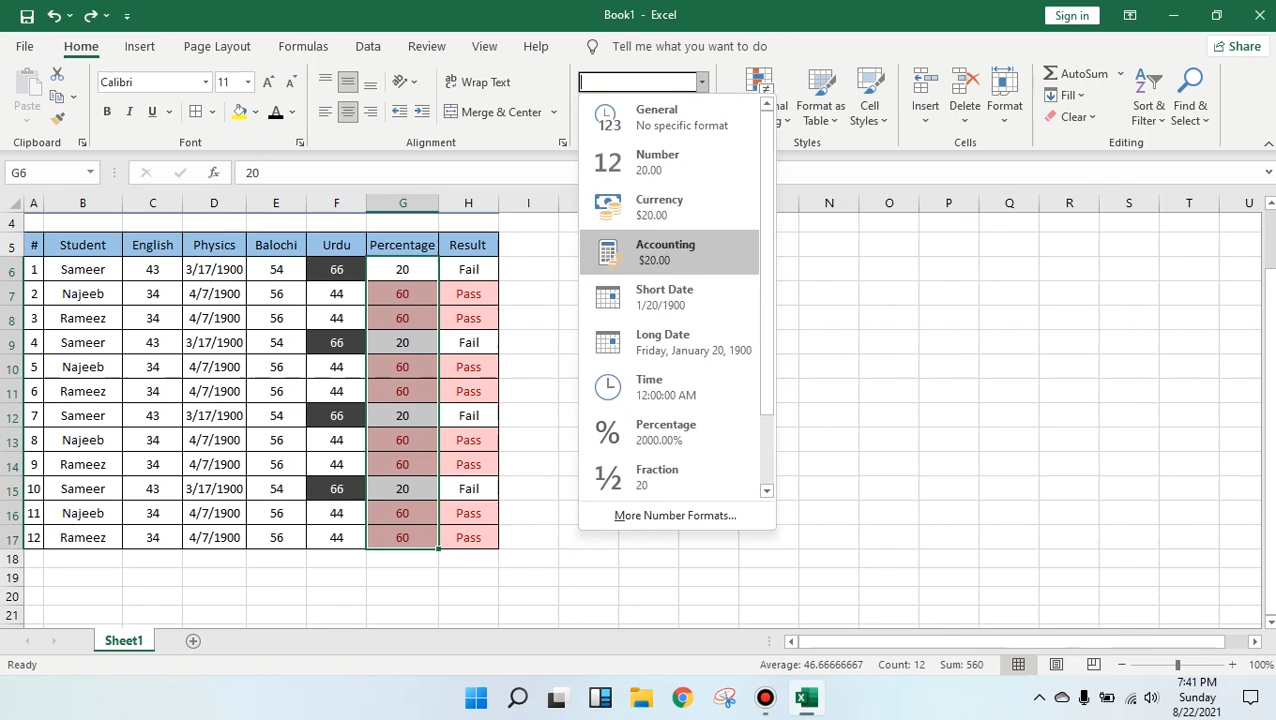 Book1 - Excel
Sign in
File Home Insert Page Layout Formulas Data Review View Help Tell me what you want to do Share
Paste
Calibri 11
B I U A
Wrap Text
Merge & Center
Format as Table
Cell Styles
Insert
Delete
Format
AutoSum
Fill
Clear
Sort & Filter
Find & Select
Clipboard Font Alignment Styles Cells Editing
G6 fx 20
General
No specific format
Number
20.00
Currency
$20.00
Accounting
$20.00
Short Date
1/20/1900
Long Date
Friday, January 20, 1900
Time
12:00:00 AM
Percentage
2000.00%
Fraction
20
More Number Formats...
A B C D E F G H I N O P Q R S T U
4
5 # Student English Physics Balochi Urdu Percentage Result
6 1 Sameer 43 3/17/1900 54 66 20 Fail
7 2 Najeeb 34 4/7/1900 56 44 60 Pass
8 3 Rameez 34 4/7/1900 56 44 60 Pass
9 4 Sameer 43 3/17/1900 54 66 20 Fail
10 5 Najeeb 34 4/7/1900 56 44 60 Pass
11 6 Rameez 34 4/7/1900 56 44 60 Pass
12 7 Sameer 43 3/17/1900 54 66 20 Fail
13 8 Najeeb 34 4/7/1900 56 44 60 Pass
14 9 Rameez 34 4/7/1900 56 44 60 Pass
15 10 Sameer 43 3/17/1900 54 66 20 Fail
16 11 Najeeb 34 4/7/1900 56 44 60 Pass
17 12 Rameez 34 4/7/1900 56 44 60 Pass
18
19
20
21
Sheet1
Ready Average: 46.66666667 Count: 12 Sum: 560 100%
7:41 PM
Sunday
8/22/2021